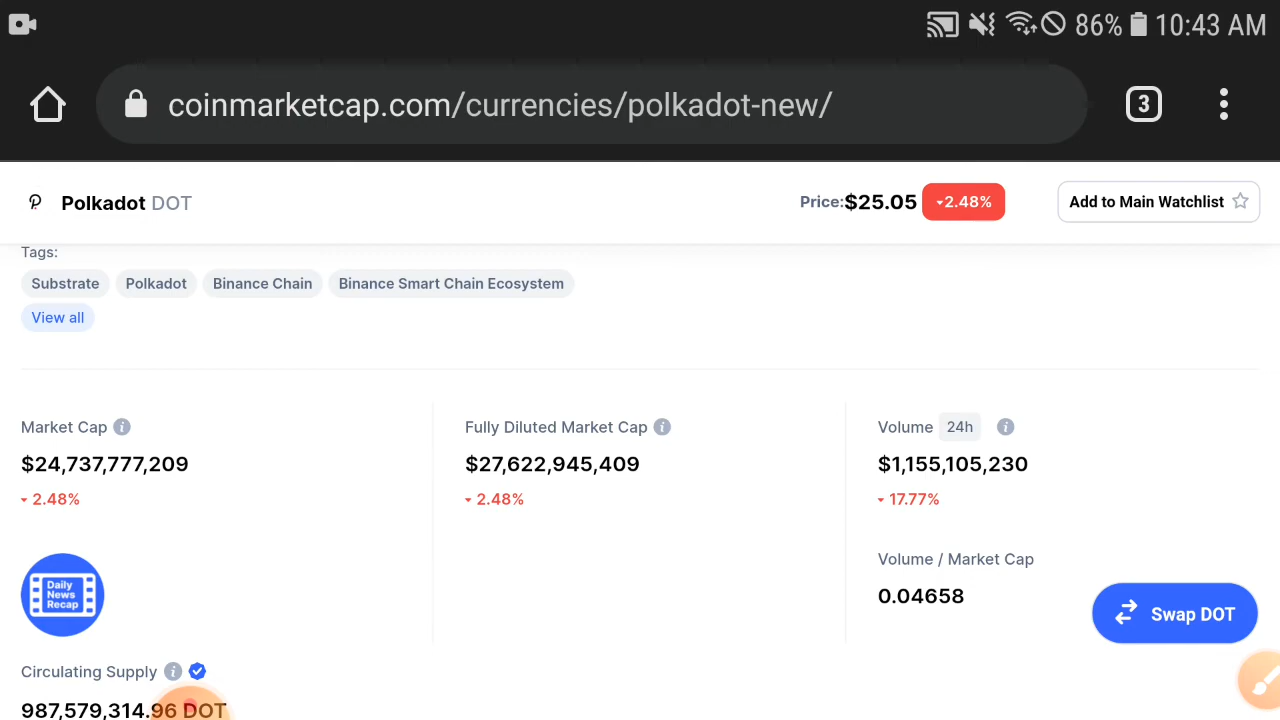 86% 10:43 AM
coinmarketcap.com/currencies/polkadot-new/ 3
Polkadot DOT Price:$25.05 2.48% Add to Main Watchlist
Tags:
Substrate Polkadot Binance Chain Binance Smart Chain Ecosystem
View all
Market Cap Fully Diluted Market Cap Volume 24h
$24,737,777,209 $27,622,945,409 $1,155,105,230
2.48% 2.48% 17.77%
Volume / Market Cap
0.04658
Daily
News
Recap
Swap DOT
Circulating Supply
987,579,314.96 DOT